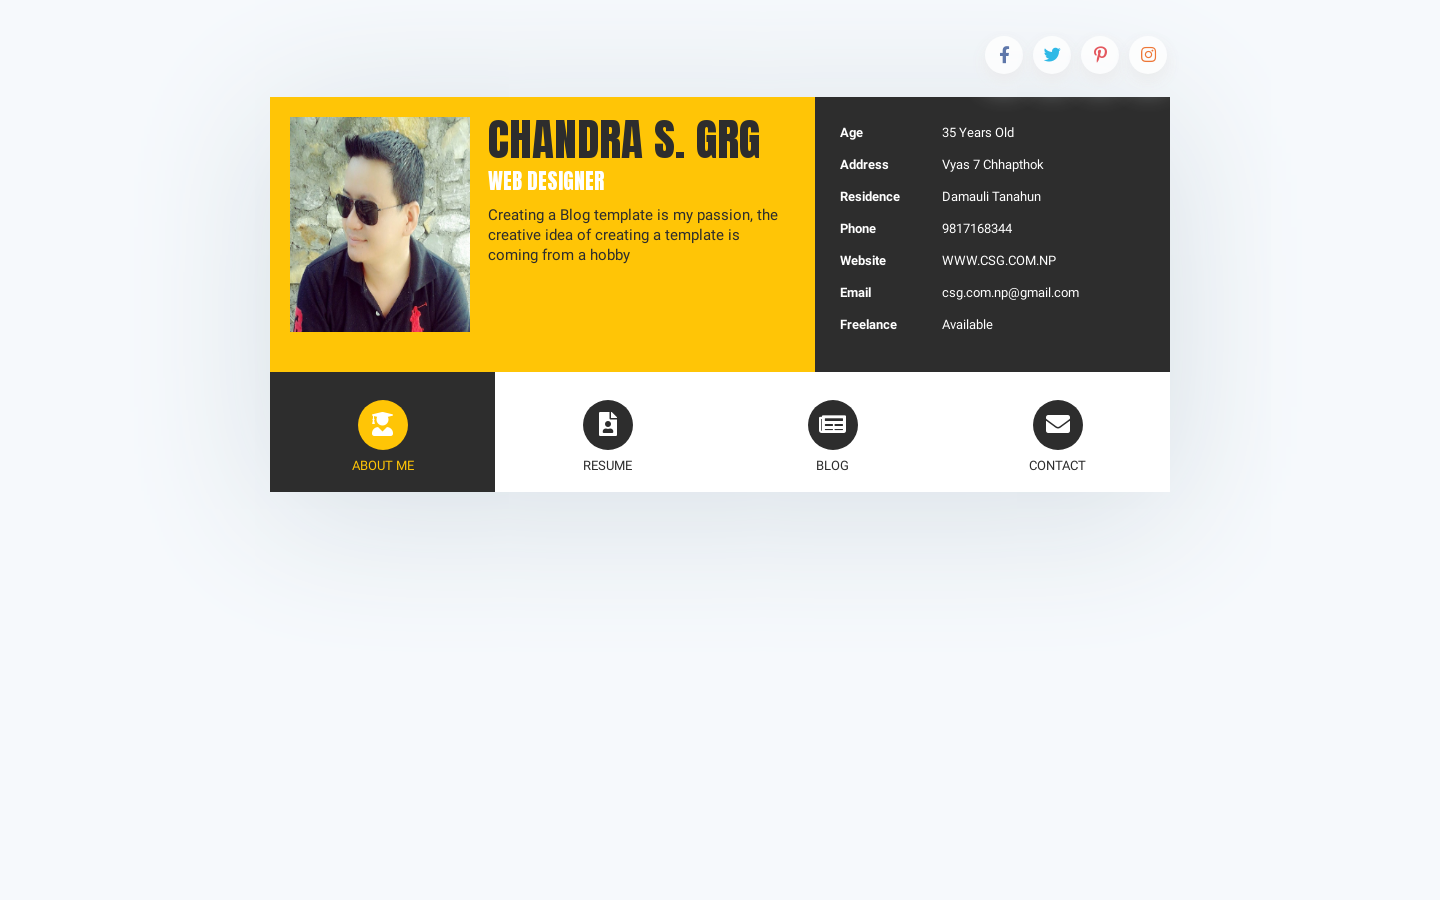 CHANDRA S. GRG
WEB DESIGNER
Creating a Blog template is my passion, the
creative idea of creating a template is
coming from a hobby
Age 35 Years Old
Address Vyas 7 Chhapthok
Residence Damauli Tanahun
Phone 9817168344
Website WWW.CSG.COM.NP
Email csg.com.np@gmail.com
Freelance Available
ABOUT ME
RESUME
BLOG
CONTACT